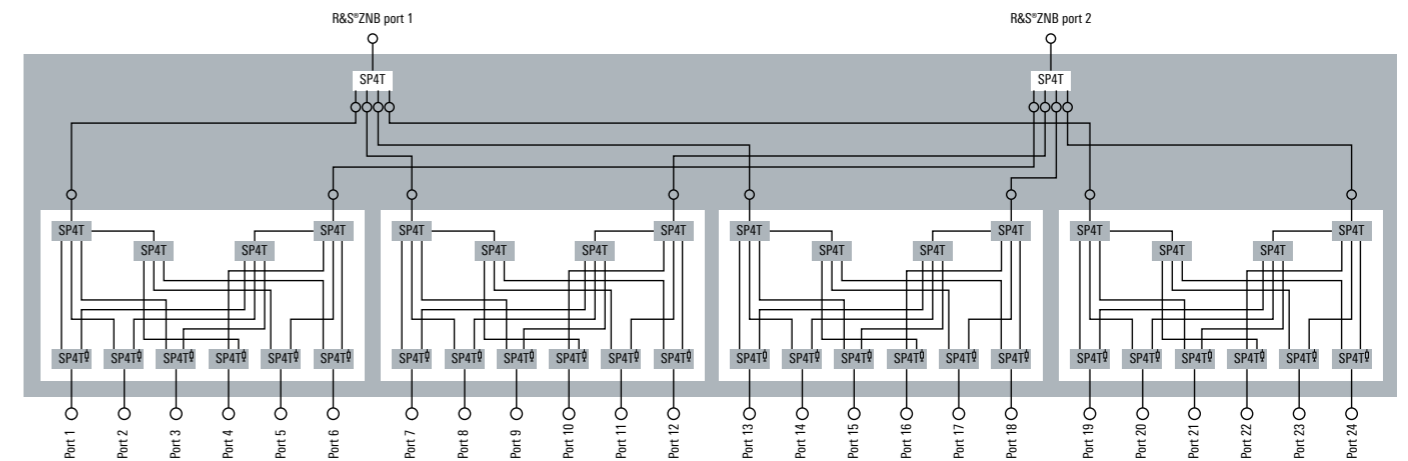 R&S®ZNB port 1 R&S®ZNB port 2
SP4T SP4T
SP4T SP4T SP4T SP4T SP4T SP4T SP4T SP4T
SP4T SP4T SP4T SP4T SP4T SP4T SP4T SP4T
SP4T SP4T SP4T SP4T SP4T SP4T SP4T SP4T SP4T SP4T SP4T SP4T SP4T SP4T SP4T SP4T SP4T SP4T SP4T SP4T SP4T SP4T SP4T SP4T
Port 1
Port 2
Port 3
Port 4
Port 5
Port 6
Port 7
Port 8
Port 9
Port 10
Port 11
Port 12
Port 13
Port 14
Port 15
Port 16
Port 17
Port 18
Port 19
Port 20
Port 21
Port 22
Port 23
Port 24